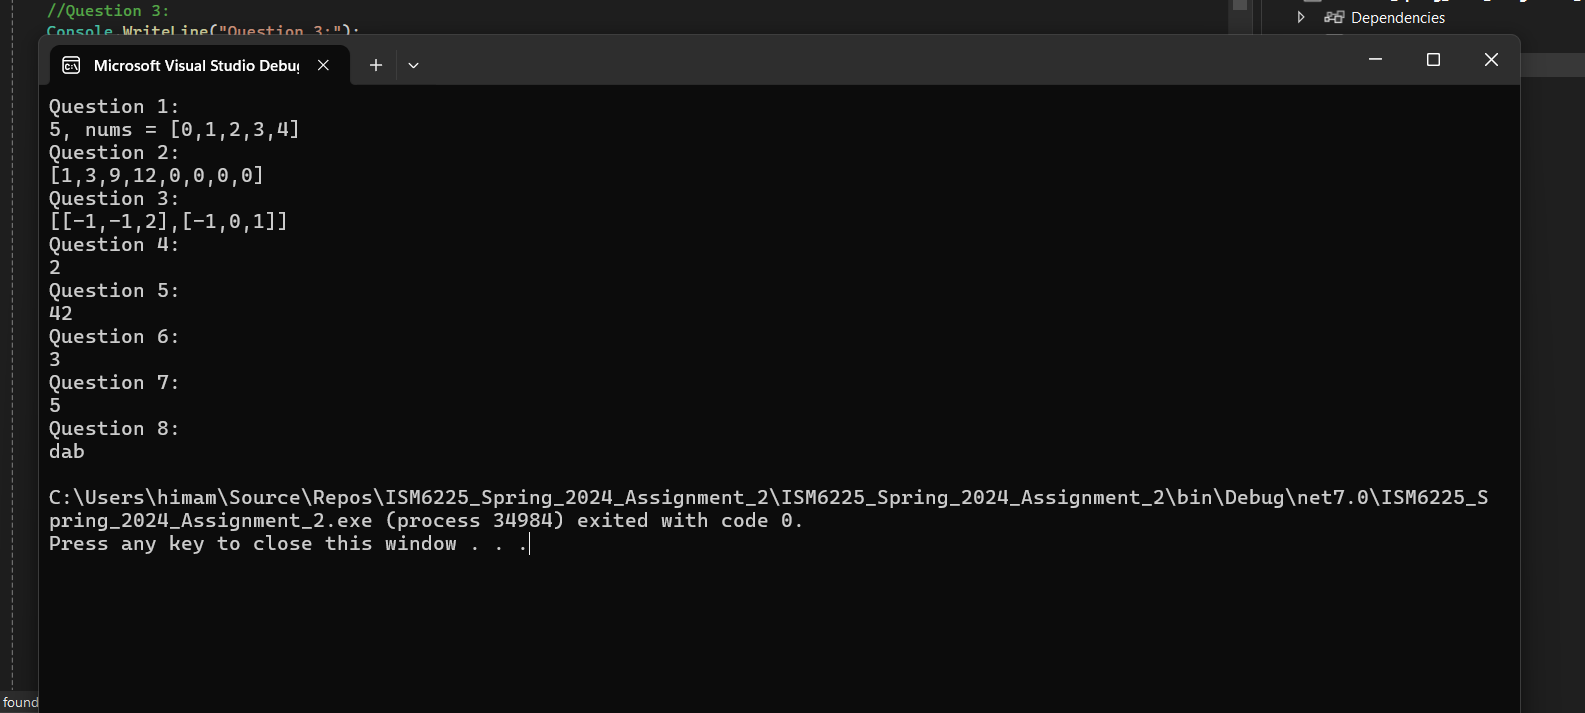 //Question 3:
Console.WriteLine("Question 3:");
Dependencies
Microsoft Visual Studio Debug
Question 1:
5, nums = [0,1,2,3,4]
Question 2:
[1,3,9,12,0,0,0,0]
Question 3:
[[-1,-1,2],[-1,0,1]]
Question 4:
2
Question 5:
42
Question 6:
3
Question 7:
5
Question 8:
dab
C:\Users\himam\Source\Repos\ISM6225_Spring_2024_Assignment_2\ISM6225_Spring_2024_Assignment_2\bin\Debug\net7.0\ISM6225_S
pring_2024_Assignment_2.exe (process 34984) exited with code 0.
Press any key to close this window . . .
found